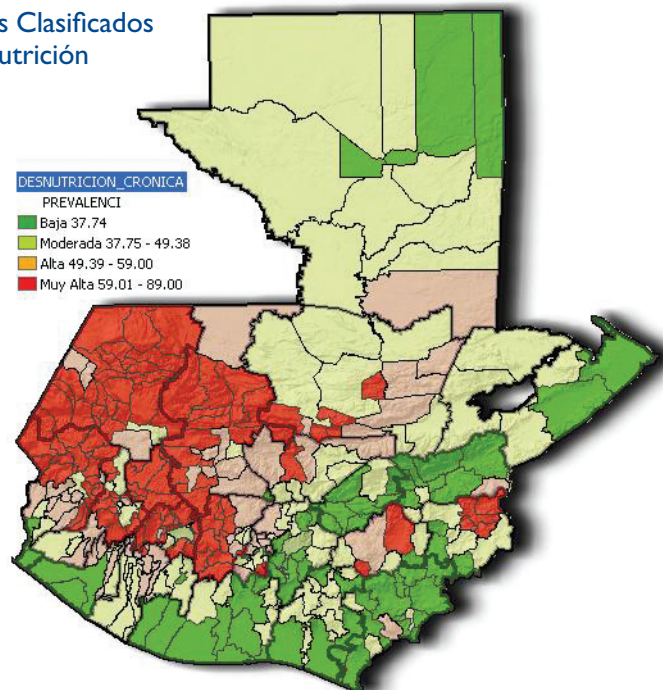 s Clasificados
utrición
DESNUTRICION_CRONICA
PREVALENCI
Baja 37.74
Moderada 37.75 - 49.38
Alta 49.39 - 59.00
Muy Alta 59.01 - 89.00